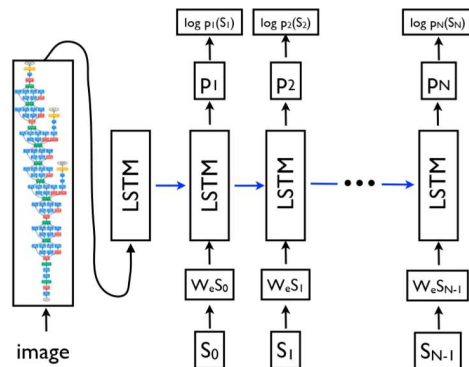 log p₁(S₁) log p₂(S₂) log pN(SN)
p₁ p₂ pN
LSTM LSTM LSTM LSTM
WeS₀ WeS₁ WeSN-1
image S₀ S₁ SN-1